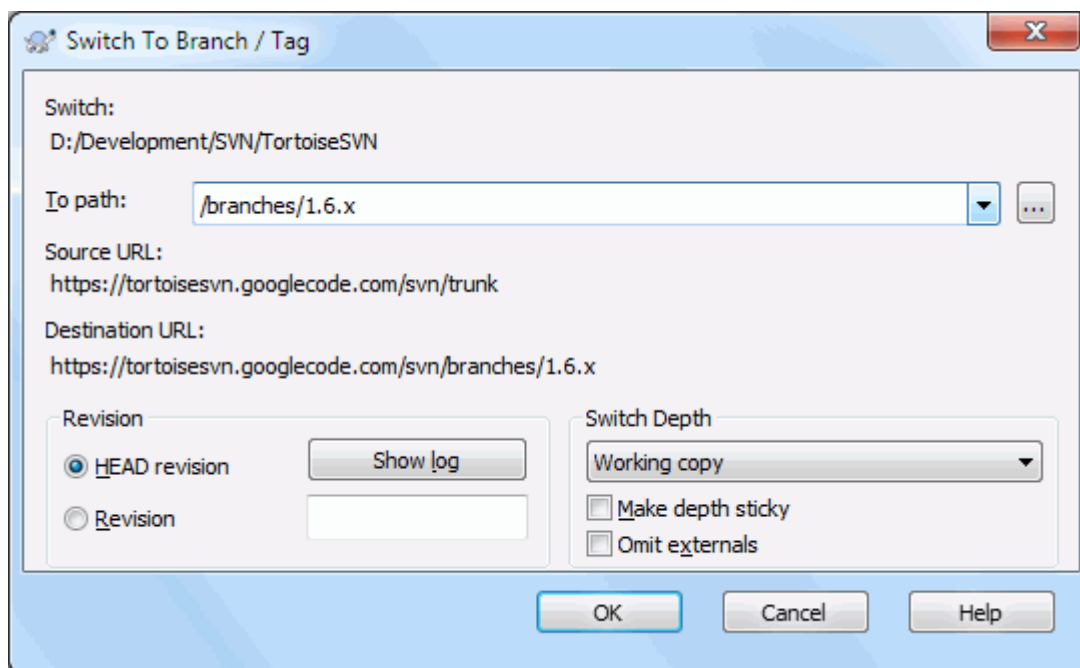 Switch To Branch / Tag
Switch:
D:/Development/SVN/TortoiseSVN
To path:
/branches/1.6.x
...
Source URL:
https://tortoisesvn.googlecode.com/svn/trunk
Destination URL:
https://tortoisesvn.googlecode.com/svn/branches/1.6.x
Revision
HEAD revision
Show log
Revision
Switch Depth
Working copy
Make depth sticky
Omit externals
OK
Cancel
Help